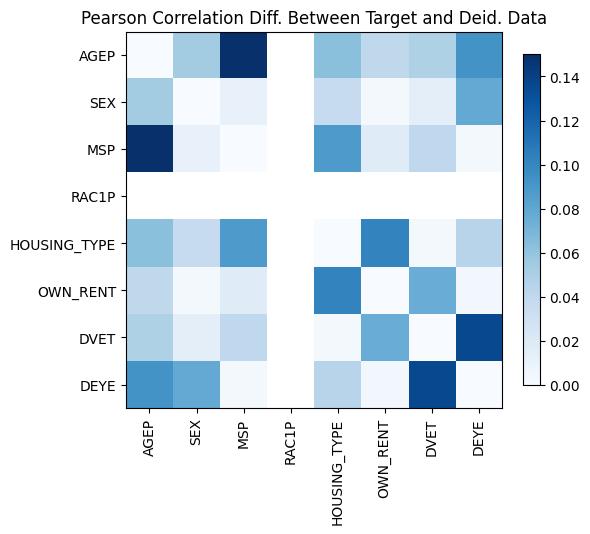 Pearson Correlation Diff. Between Target and Deid. Data
AGEP
SEX
MSP
RAC1P
HOUSING_TYPE
OWN_RENT
DVET
DEYE
AGEP
SEX
MSP
RAC1P
HOUSING_TYPE
OWN_RENT
DVET
DEYE
0.14
0.12
0.10
0.08
0.06
0.04
0.02
0.00